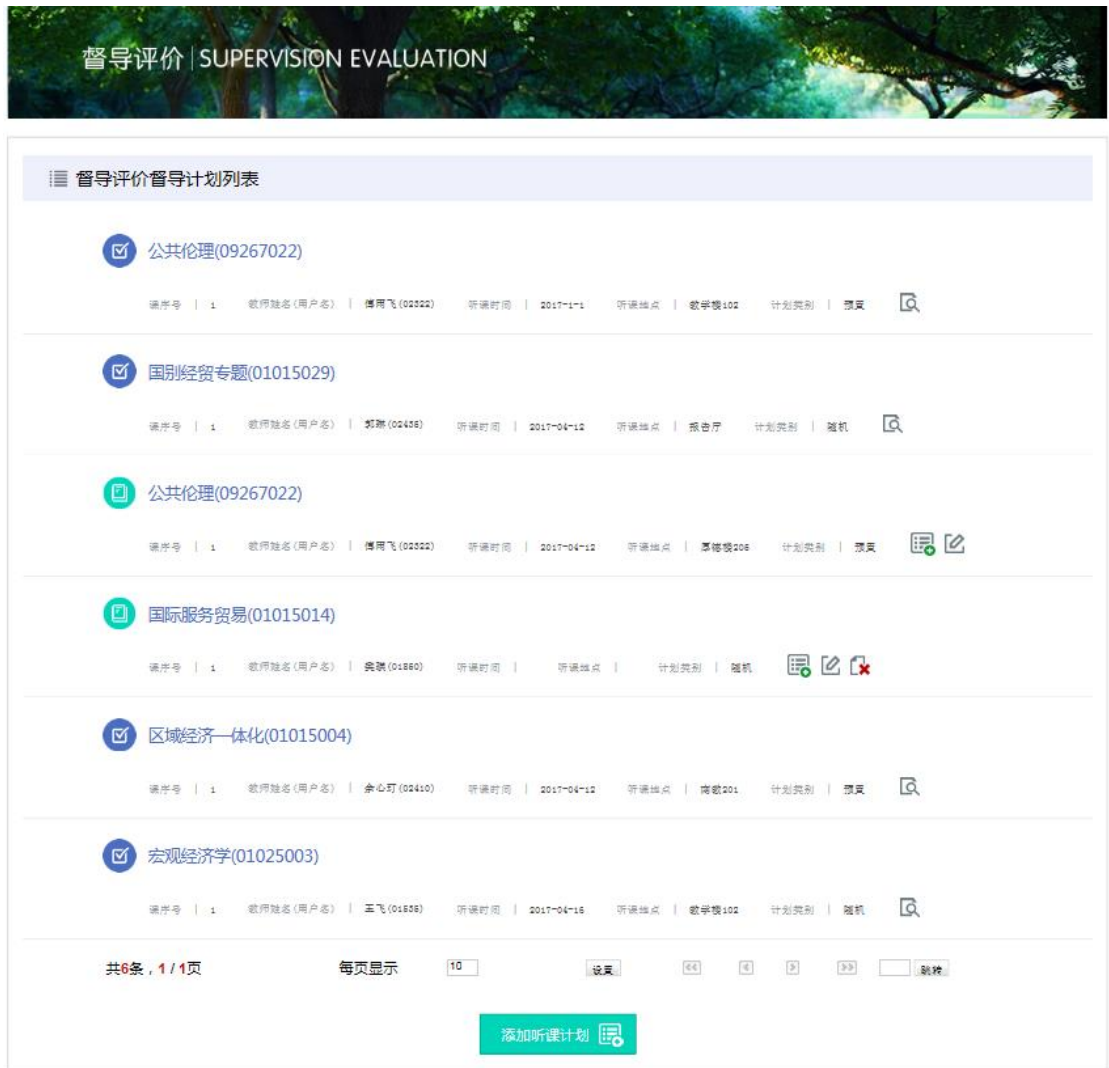 督导评价 | SUPERVISION EVALUATION
督导评价督导计划列表
公共伦理(09267022)
课序号 | 1 教师姓名(用户名) | 傅用飞(02322) 听课时间 | 2017-1-1 听课地点 | 教学楼102 计划类别 | 预置
国别经贸专题(01015029)
课序号 | 1 教师姓名(用户名) | 郭琳(02436) 听课时间 | 2017-04-12 听课地点 | 报告厅 计划类别 | 随机
公共伦理(09267022)
课序号 | 1 教师姓名(用户名) | 傅用飞(02322) 听课时间 | 2017-04-12 听课地点 | 厚德楼206 计划类别 | 预置
国际服务贸易(01015014)
课序号 | 1 教师姓名(用户名) | (01860) 听课时间 | 听课地点 | 计划类别 | 随机
区域经济一体化(01015004)
课序号 | 1 教师姓名(用户名) | 余心玎(02410) 听课时间 | 2017-04-12 听课地点 | 南教201 计划类别 | 预置
宏观经济学(01025003)
课序号 | 1 教师姓名(用户名) | 王飞(01636) 听课时间 | 2017-04-16 听课地点 | 教学楼102 计划类别 | 随机
共6条，1 / 1页 每页显示 10 设置 跳转
添加听课计划